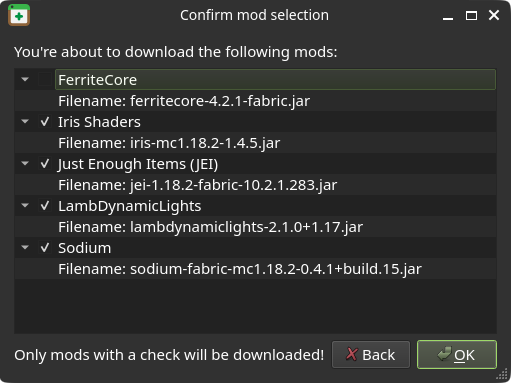 Confirm mod selection
You're about to download the following mods:
FerriteCore
Filename: ferritecore-4.2.1-fabric.jar
Iris Shaders
Filename: iris-mc1.18.2-1.4.5.jar
Just Enough Items (JEI)
Filename: jei-1.18.2-fabric-10.2.1.283.jar
LambDynamicLights
Filename: lambdynamiclights-2.1.0+1.17.jar
Sodium
Filename: sodium-fabric-mc1.18.2-0.4.1+build.15.jar
Only mods with a check will be downloaded! Back OK